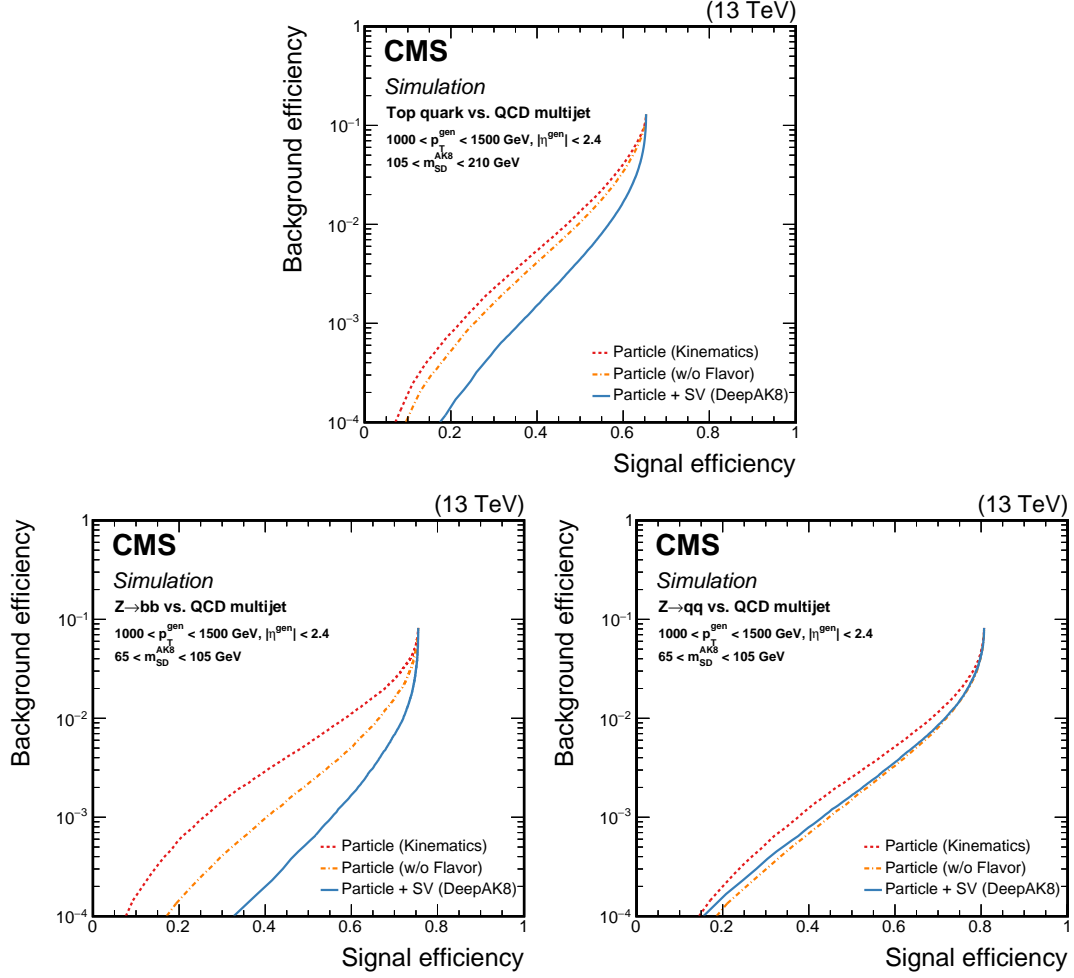 (13 TeV)
CMS
Simulation
Top quark vs. QCD multijet
1000 < p_T^gen < 1500 GeV, |η^gen| < 2.4
105 < m_SD^AK8 < 210 GeV
Background efficiency
1
10^−1
10^−2
10^−3
10^−4
Particle (Kinematics)
Particle (w/o Flavor)
Particle + SV (DeepAK8)
0 0.2 0.4 0.6 0.8 1
Signal efficiency
(13 TeV)
CMS
Simulation
Z→bb vs. QCD multijet
1000 < p_T^gen < 1500 GeV, |η^gen| < 2.4
65 < m_SD^AK8 < 105 GeV
Background efficiency
1
10^−1
10^−2
10^−3
10^−4
Particle (Kinematics)
Particle (w/o Flavor)
Particle + SV (DeepAK8)
0 0.2 0.4 0.6 0.8 1
Signal efficiency
(13 TeV)
CMS
Simulation
Z→qq vs. QCD multijet
1000 < p_T^gen < 1500 GeV, |η^gen| < 2.4
65 < m_SD^AK8 < 105 GeV
Background efficiency
1
10^−1
10^−2
10^−3
10^−4
Particle (Kinematics)
Particle (w/o Flavor)
Particle + SV (DeepAK8)
0 0.2 0.4 0.6 0.8 1
Signal efficiency